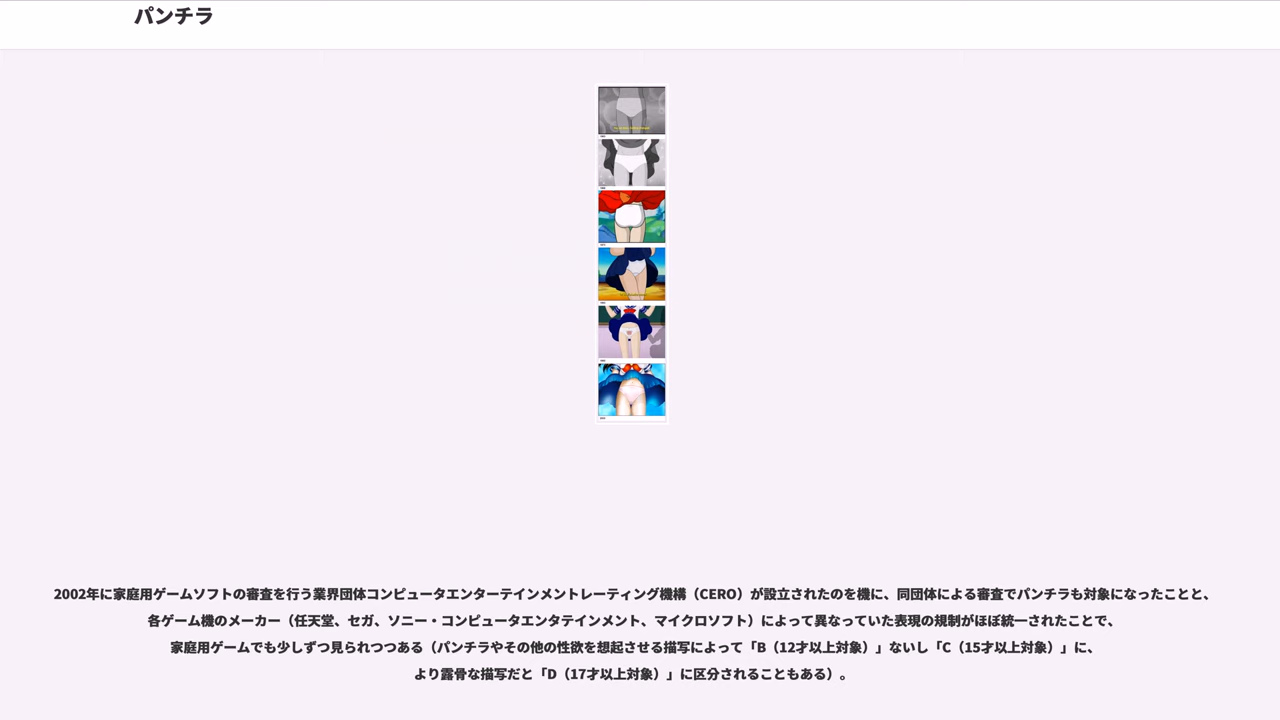 パンチラ
2002年に家庭用ゲームソフトの審査を行う業界団体コンピュータエンターテインメントレーティング機構（CERO）が設立されたのを機に、同団体による審査でパンチラも対象になったことと、
各ゲーム機のメーカー（任天堂、セガ、ソニー・コンピュータエンタテインメント、マイクロソフト）によって異なっていた表現の規制がほぼ統一されたことで、
家庭用ゲームでも少しずつ見られつつある（パンチラやその他の性欲を想起させる描写によって「B（12才以上対象）」ないし「C（15才以上対象）」に、
より露骨な描写だと「D（17才以上対象）」に区分されることもある）。